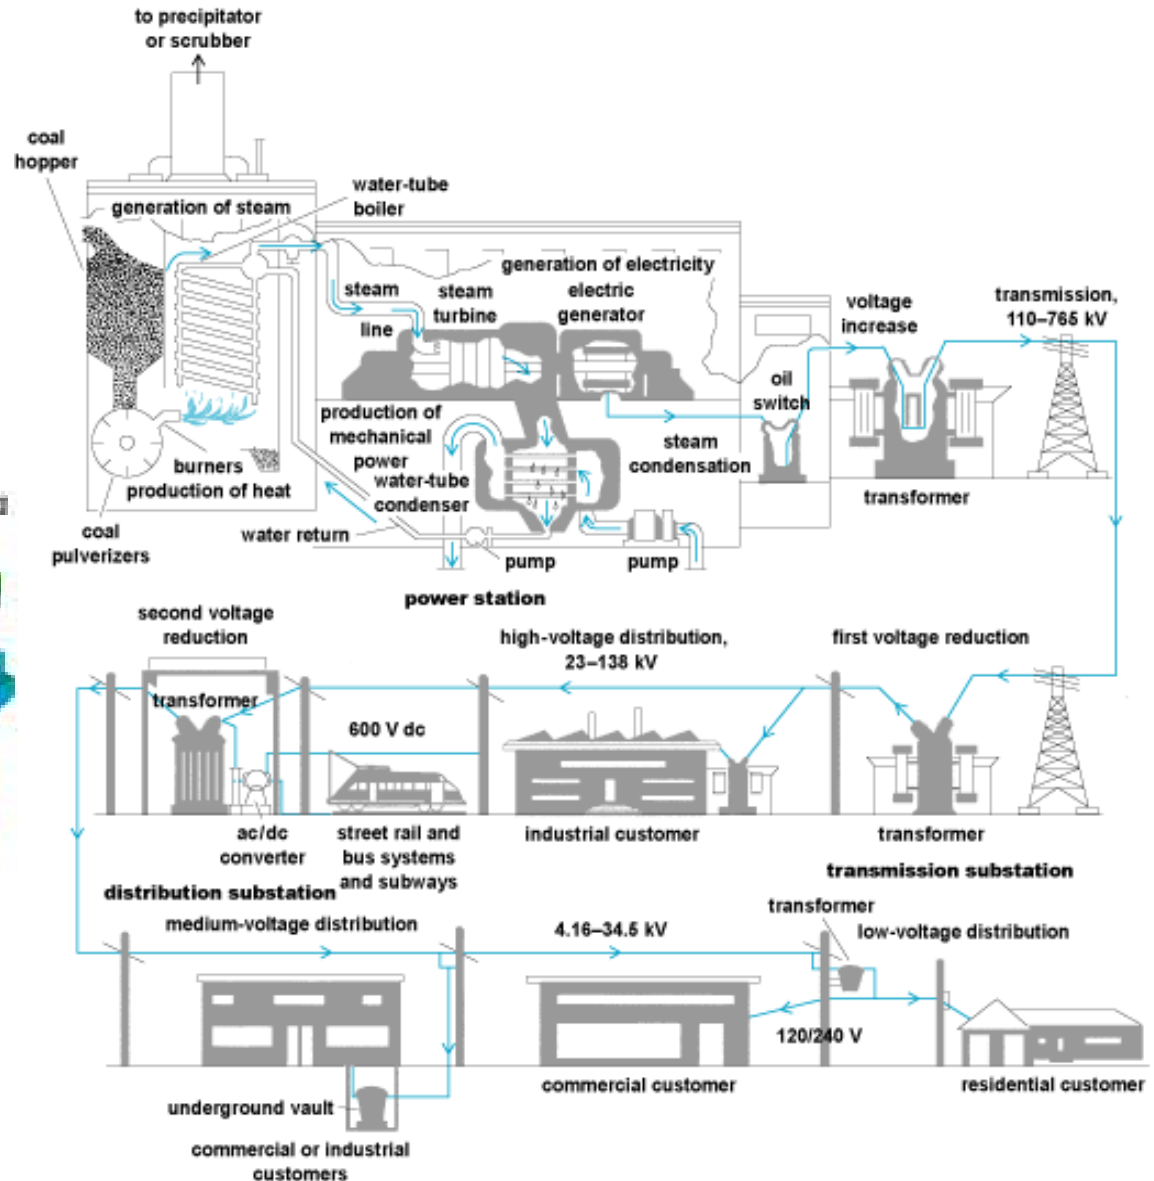 to precipitator
or scrubber
coal
hopper
water-tube
boiler
generation of steam
generation of electricity
steam
line
steam
turbine
electric
generator
voltage
increase
transmission,
110–765 kV
oil
switch
production of
mechanical
power
steam
condensation
water-tube
condenser
burners
production of heat
transformer
water return
coal
pulverizers
pump
pump
power station
second voltage
reduction
high-voltage distribution,
23–138 kV
first voltage reduction
transformer
600 V dc
ac/dc
converter
street rail and
bus systems
and subways
industrial customer
transformer
distribution substation
transmission substation
medium-voltage distribution
4.16–34.5 kV
transformer
low-voltage distribution
120/240 V
commercial customer
residential customer
underground vault
commercial or industrial
customers